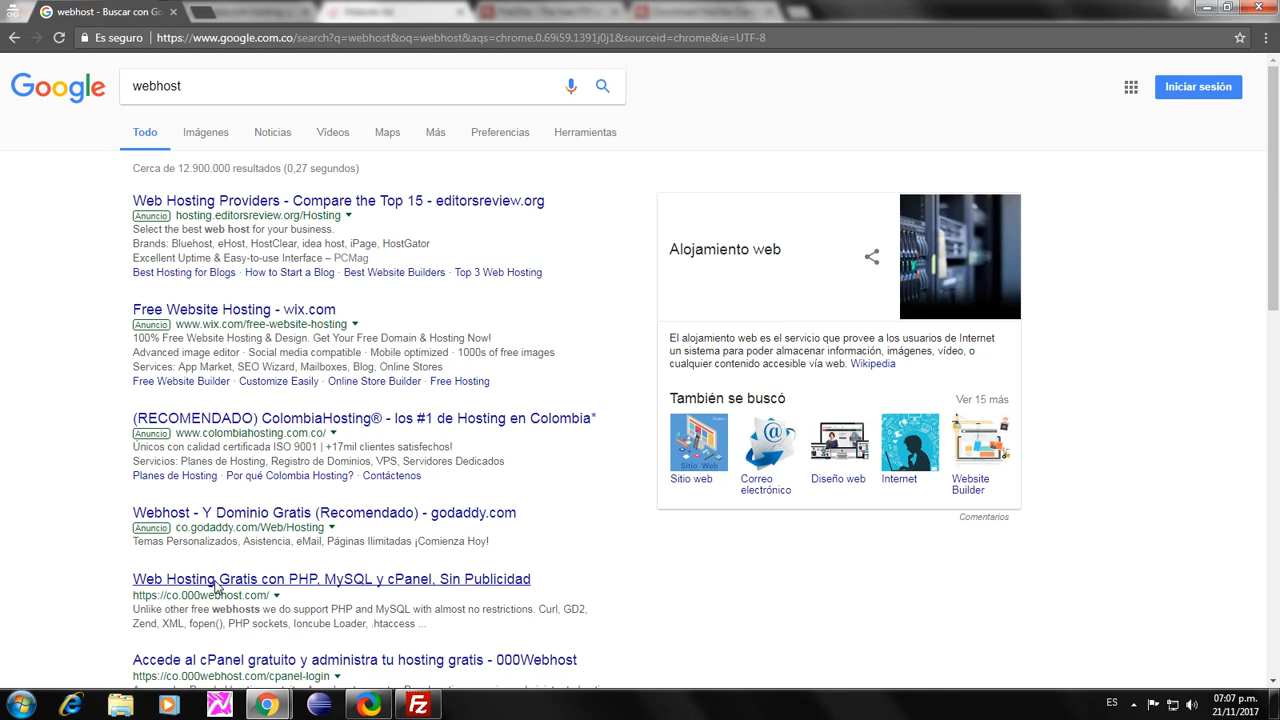 webhost - Buscar con Go
Es seguro
https://www.google.com.co/search?q=webhost&oq=webhost&aqs=chrome.0.69i59.1391j0j1&sourceid=chrome&ie=UTF-8
Google
webhost
Iniciar sesión
Todo Imágenes Noticias Vídeos Maps Más Preferencias Herramientas
Cerca de 12.900.000 resultados (0,27 segundos)
Web Hosting Providers - Compare the Top 15 - editorsreview.org
Anuncio hosting.editorsreview.org/Hosting
Select the best web host for your business.
Brands: Bluehost, eHost, HostClear, idea host, iPage, HostGator
Excellent Uptime & Easy-to-use Interface – PCMag
Best Hosting for Blogs · How to Start a Blog · Best Website Builders · Top 3 Web Hosting
Free Website Hosting - wix.com
Anuncio www.wix.com/free-website-hosting
100% Free Website Hosting & Design. Get Your Free Domain & Hosting Now!
Advanced image editor · Social media compatible · Mobile optimized · 1000s of free templates
Services: App Market, SEO Wizard, Mailboxes, Blog, Online Stores
Free Website Builder · Customize Easily · Online Store Builder · Free Hosting
(RECOMENDADO) ColombiaHosting® - los #1 de Hosting en Colombia*
Anuncio www.colombiahosting.com.co/
Únicos con calidad certificada ISO 9001 | +17mil clientes satisfechos!
Servicios: Planes de Hosting, Registro de Dominios, VPS, Servidores Dedicados
Planes de Hosting · Por qué Colombia Hosting? · Contáctenos
Webhost - Y Dominio Gratis (Recomendado) - godaddy.com
Anuncio co.godaddy.com/Web/Hosting
Temas Personalizados, Asistencia, eMail, Páginas Ilimitadas ¡Comienza Hoy!
Web Hosting Gratis con PHP, MySQL y cPanel, Sin Publicidad
https://co.000webhost.com/
Unlike other free webhosts we do support PHP and MySQL with almost no restrictions. Curl, GD2,
Zend, XML, fopen(), PHP sockets, Ioncube Loader, .htaccess ...
Accede al cPanel gratuito y administra tu hosting gratis - 000Webhost
https://co.000webhost.com/cpanel-login
Alojamiento web
El alojamiento web es el servicio que provee a los usuarios de Internet
un sistema para poder almacenar información, imágenes, vídeo, o
cualquier contenido accesible vía web. Wikipedia
También se buscó
Ver 15 más
Sitio Web
Sitio web
Correo
electrónico
Diseño web
Internet
Website
Builder
Comentarios
ES
07:07 p.m.
21/11/2017